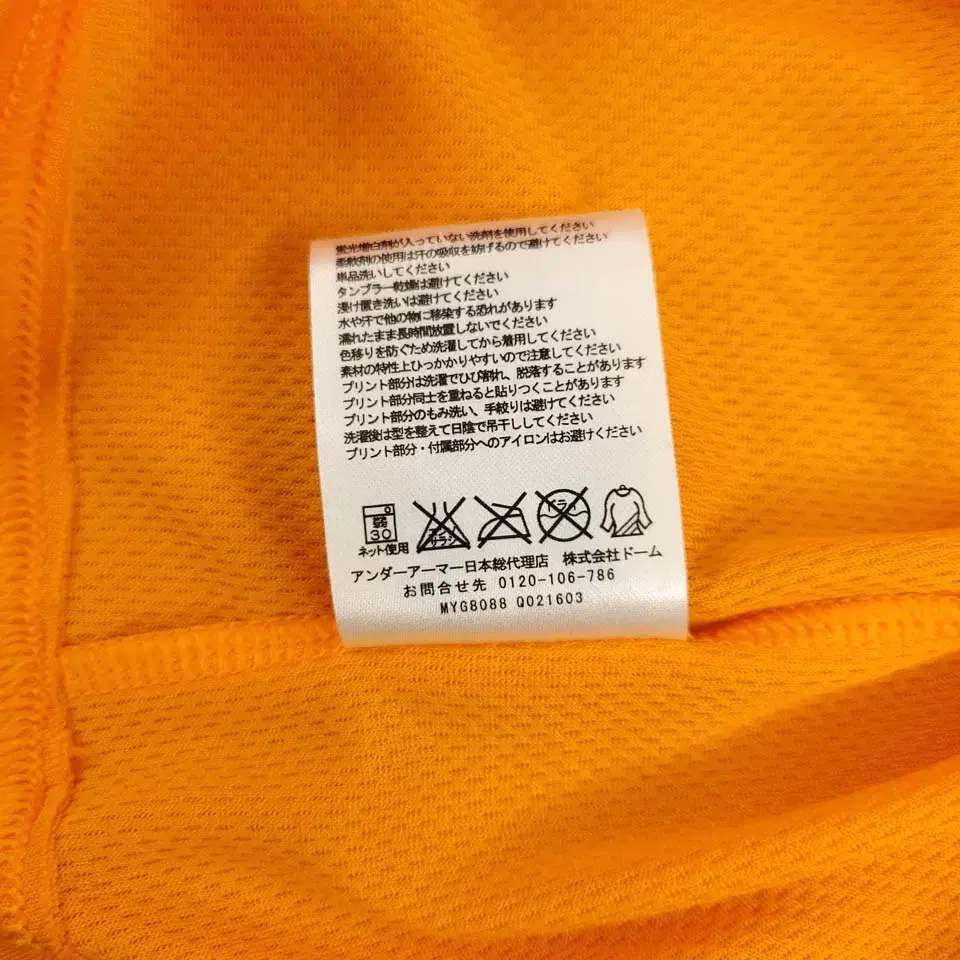 蛍光増白剤が入っていない洗剤を使用してください
柔軟剤の使用は汗の吸収を妨げるので避けてください
単品洗いしてください
タンブラー乾燥は避けてください
浸け置き洗いは避けてください
水や汗で他の物に移染する恐れがあります
濡れたまま長時間放置しないでください
色移りを防ぐため洗濯してから着用してください
素材の特性上ひっかかりやすいので注意してください
プリント部分は洗濯でひび割れ、脱落することがあります
プリント部分同士を重ねると貼りつくことがあります
プリント部分のもみ洗い、手絞りは避けてください
洗濯後は型を整えて日陰で吊干ししてください
プリント部分・付属部分へのアイロンはお避けください
弱
30
エンソ
サラシ
ドライ
ネット使用
アンダーアーマー日本総代理店 株式会社ドーム
お問合せ先 0120-106-786
MYG8088 Q021603